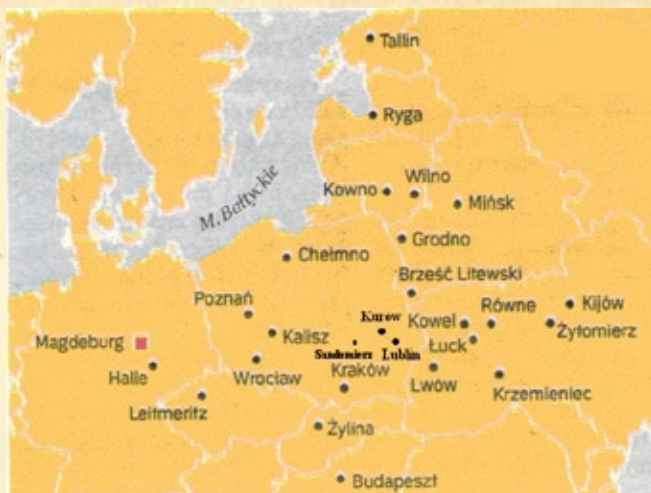 Tallin
Ryga
Wilno
Kowno
Mińsk
M. Bałtyckie
Grodno
Chełmno
Brześć Litewski
Poznań
Kijów
Kowel
Równe
Kurow
Kalisz
Żyłomierz
Magdeburg
Łuck
Sandomierz
Lublin
Wrocław
Halle
Kraków
Lwów
Krzemieniec
Leitmeritz
Żylina
Budapeszt